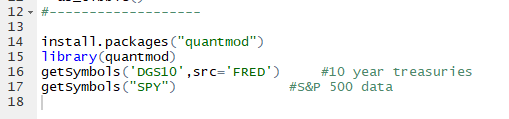 12 #-------------------
13
14 install.packages("quantmod")
15 library(quantmod)
16 getSymbols('DGS10',src='FRED') #10 year treasuries
17 getSymbols("SPY") #S&P 500 data
18